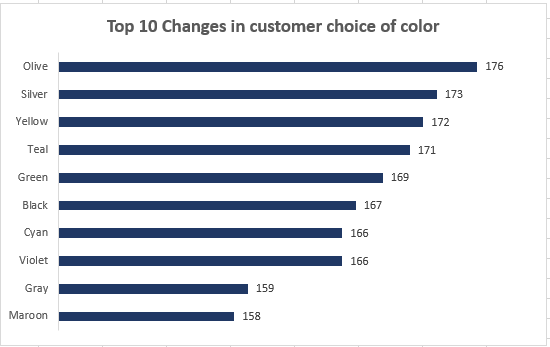 Top 10 Changes in customer choice of color
Olive 176
Silver 173
Yellow 172
Teal 171
Green 169
Black 167
Cyan 166
Violet 166
Gray 159
Maroon 158